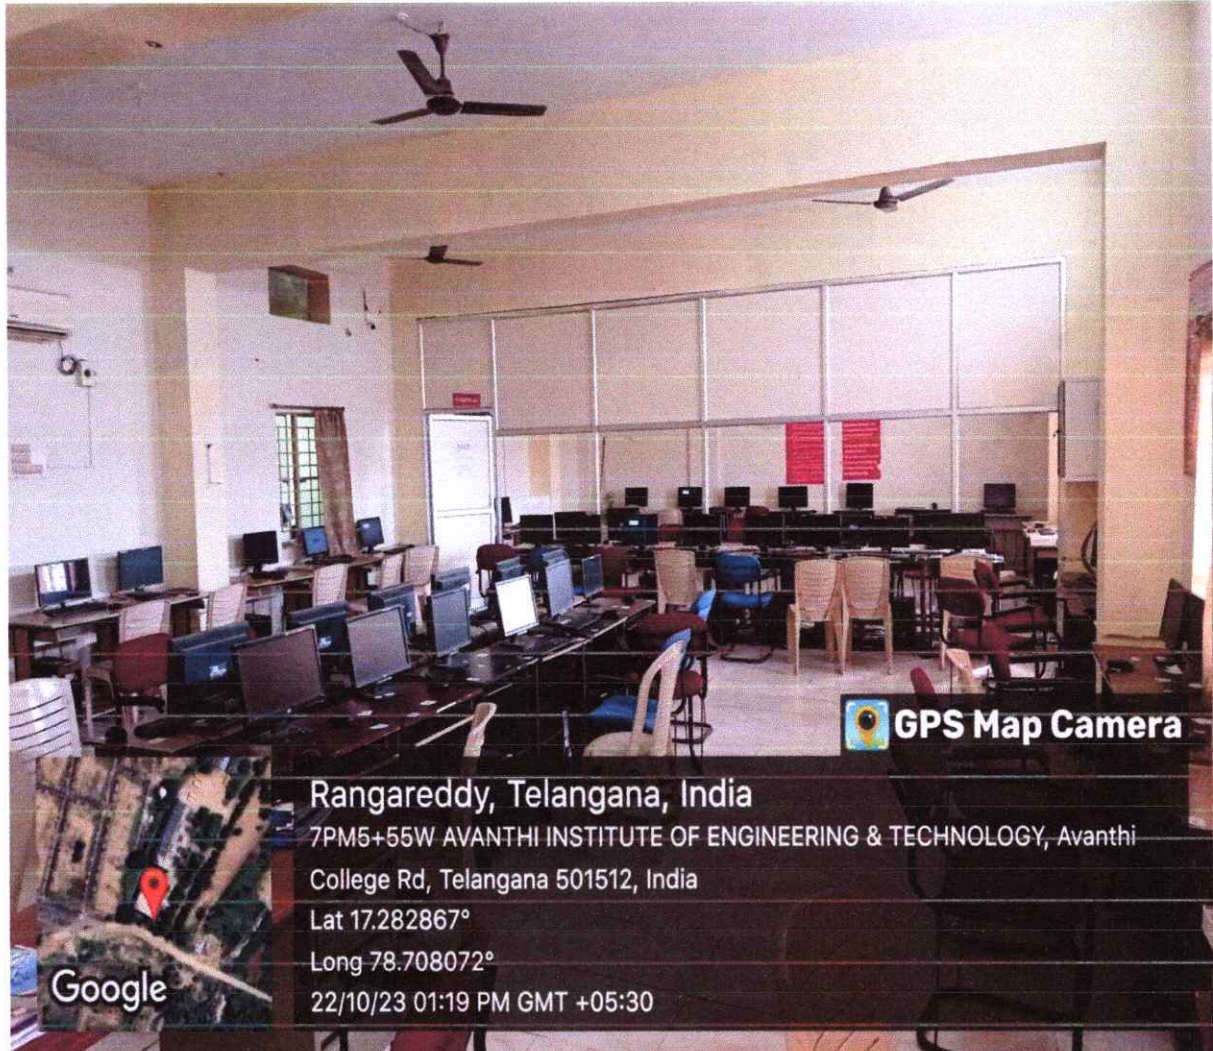 GPS Map Camera
Rangareddy, Telangana, India
7PM5+55W AVANTHI INSTITUTE OF ENGINEERING & TECHNOLOGY, Avanthi
College Rd, Telangana 501512, India
Lat 17.282867°
Long 78.708072°
22/10/23 01:19 PM GMT +05:30
Google